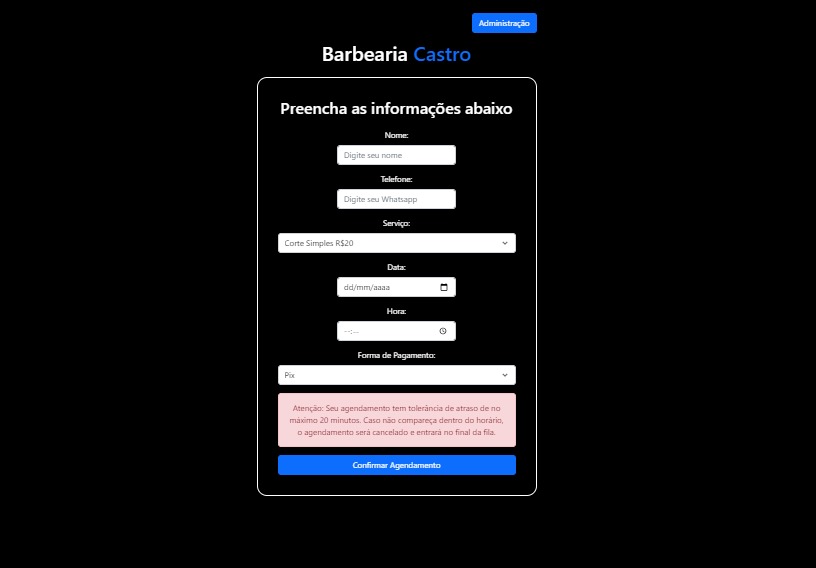 Administração
Barbearia Castro
Preencha as informações abaixo
Nome:
Digite seu nome
Telefone:
Digite seu Whatsapp
Serviço:
Corte Simples R$20
Data:
dd/mm/aaaa
Hora:
--:--
Forma de Pagamento:
Pix
Atenção: Seu agendamento tem tolerância de atraso de no
máximo 20 minutos. Caso não compareça dentro do horário,
o agendamento será cancelado e entrará no final da fila.
Confirmar Agendamento